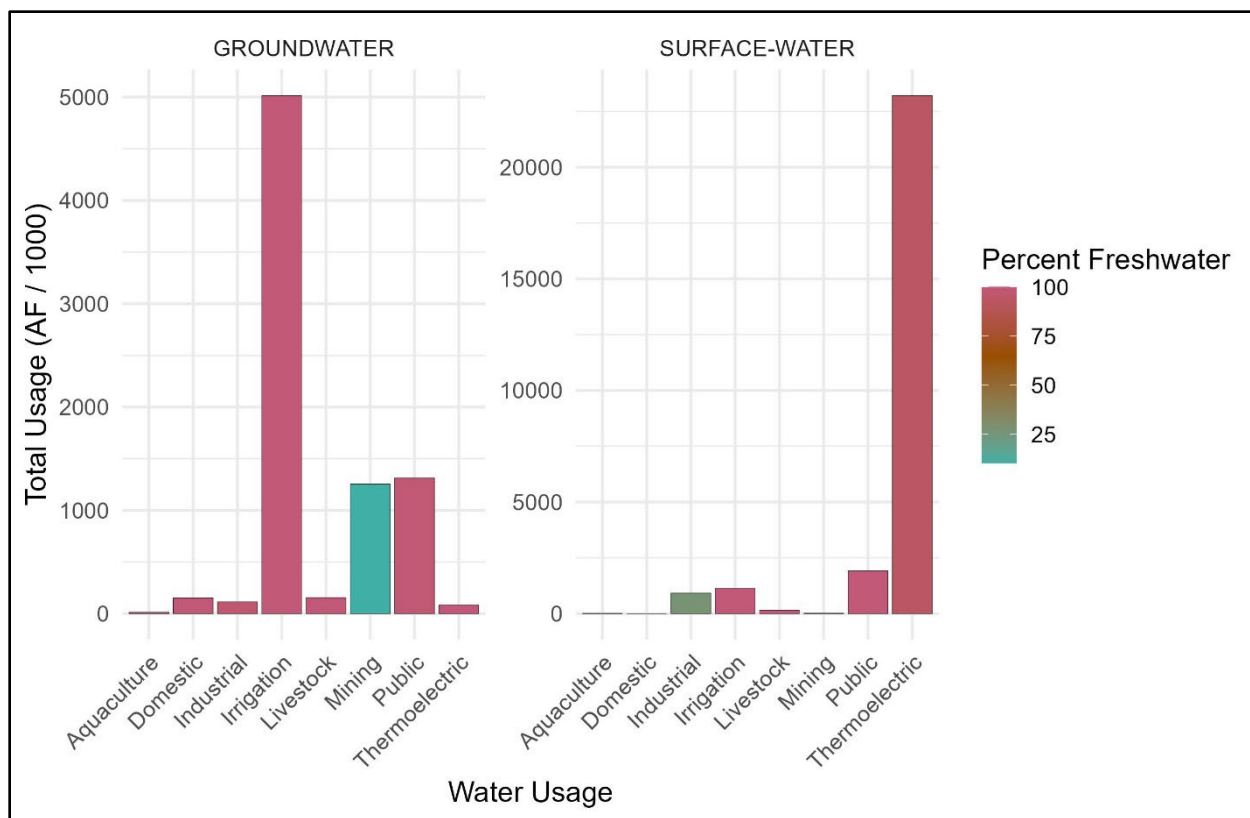 GROUNDWATER
SURFACE-WATER
Total Usage (AF / 1000)
5000
4000
3000
2000
1000
0
20000
15000
10000
5000
0
Aquaculture
Domestic
Industrial
Irrigation
Livestock
Mining
Public
Thermoelectric
Aquaculture
Domestic
Industrial
Irrigation
Livestock
Mining
Public
Thermoelectric
Water Usage
Percent Freshwater
100
75
50
25